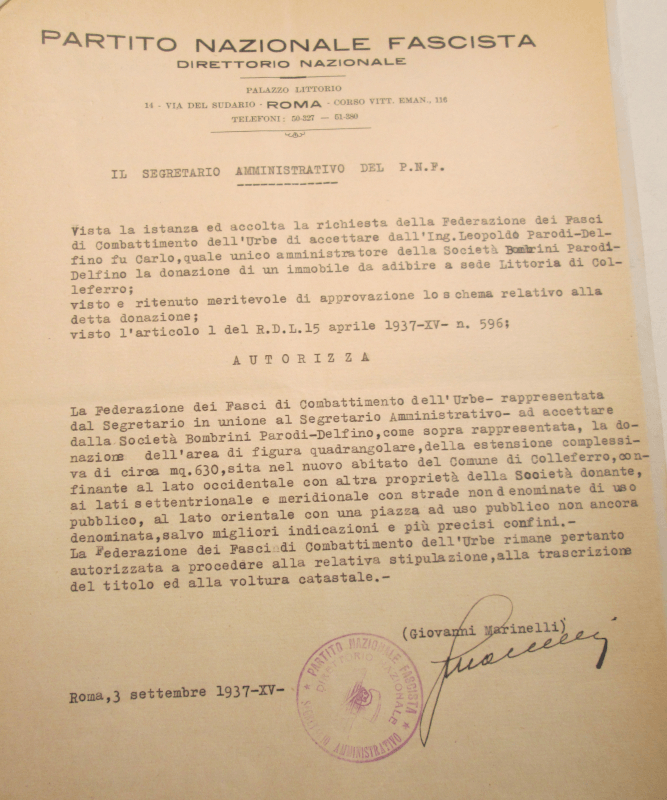 PARTITO NAZIONALE FASCISTA
DIRETTORIO NAZIONALE
PALAZZO LITTORIO
14 - VIA DEL SUDARIO - ROMA - CORSO VITT. EMAN., 116
TELEFONI: 50-327 — 51-380
IL SEGRETARIO AMMINISTRATIVO DEL P.N.F.
Vista la istanza ed accolta la richiesta della Federazione dei Fasci
di Combattimento dell'Urbe di accettare dall'Ing.Leopoldo Parodi-Del-
fino fu Carlo,quale unico amministratore della Società Bombrini Parodi-
Delfino la donazione di un immobile da adibire a sede Littoria di Col-
leferro;
visto e ritenuto meritevole di approvazione lo schema relativo alla
detta donazione;
visto l'articolo 1 del R.D.L.15 aprile 1937-XV- n. 596;
A U T O R I Z Z A
La Federazione dei Fasci di Combattimento dell'Urbe- rappresentata
dal Segretario in unione al Segretario Amministrativo- ad accettare
dalla Società Bombrini Parodi-Delfino,come sopra rappresentata, la do-
nazione dell'area di figura quadrangolare,della estensione complessi-
va di circa mq.630,sita nel nuovo abitato del Comune di Colleferro,con-
finante al lato occidentale con altra proprietà della Società donante,
ai lati settentrionale e meridionale con strade non denominate di uso
pubblico, al lato orientale con una piazza ad uso pubblico non ancora
denominata,salvo migliori indicazioni e più precisi confini.-
La Federazione dei Fasci di Combattimento dell'Urbe rimane pertanto
autorizzata a procedere alla relativa stipulazione,alla trascrizione
del titolo ed alla voltura catastale.-
(Giovanni Marinelli)
Marinelli
PARTITO NAZIONALE FASCISTA
DIRETTORIO NAZIONALE
AMMINISTRATIVO
Roma,3 settembre 1937-XV-